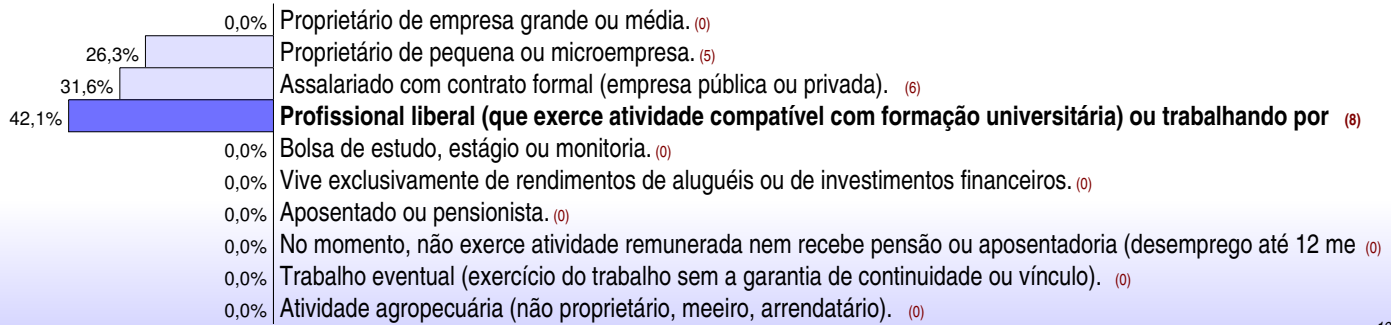 0,0% Proprietário de empresa grande ou média. (0)
26,3% Proprietário de pequena ou microempresa. (5)
31,6% Assalariado com contrato formal (empresa pública ou privada). (6)
42,1% Profissional liberal (que exerce atividade compatível com formação universitária) ou trabalhando por (8)
0,0% Bolsa de estudo, estágio ou monitoria. (0)
0,0% Vive exclusivamente de rendimentos de aluguéis ou de investimentos financeiros. (0)
0,0% Aposentado ou pensionista. (0)
0,0% No momento, não exerce atividade remunerada nem recebe pensão ou aposentadoria (desemprego até 12 me (0)
0,0% Trabalho eventual (exercício do trabalho sem a garantia de continuidade ou vínculo). (0)
0,0% Atividade agropecuária (não proprietário, meeiro, arrendatário). (0)